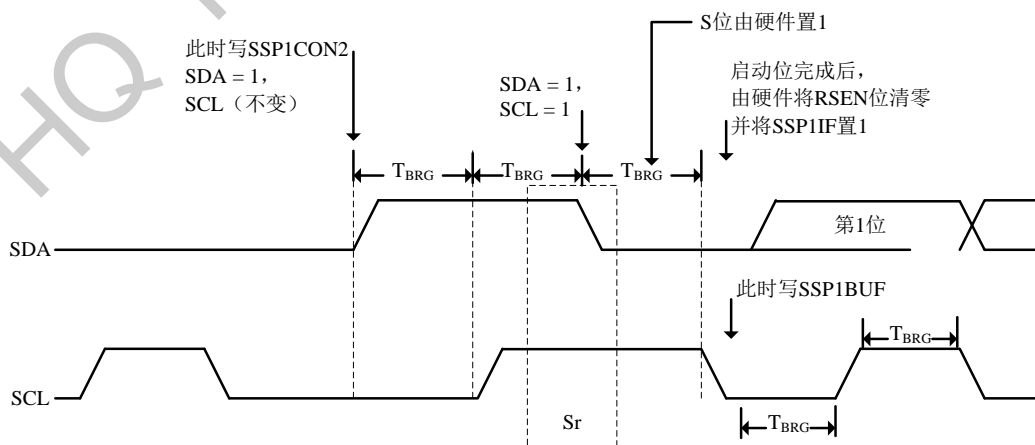 HQ
S位由硬件置1
此时写SSP1CON2
SDA = 1，
SCL（不变）
SDA = 1，
SCL = 1
启动位完成后，
由硬件将RSEN位清零
并将SSP1IF置1
TBRG
TBRG
TBRG
SDA
第1位
此时写SSP1BUF
TBRG
SCL
Sr
TBRG